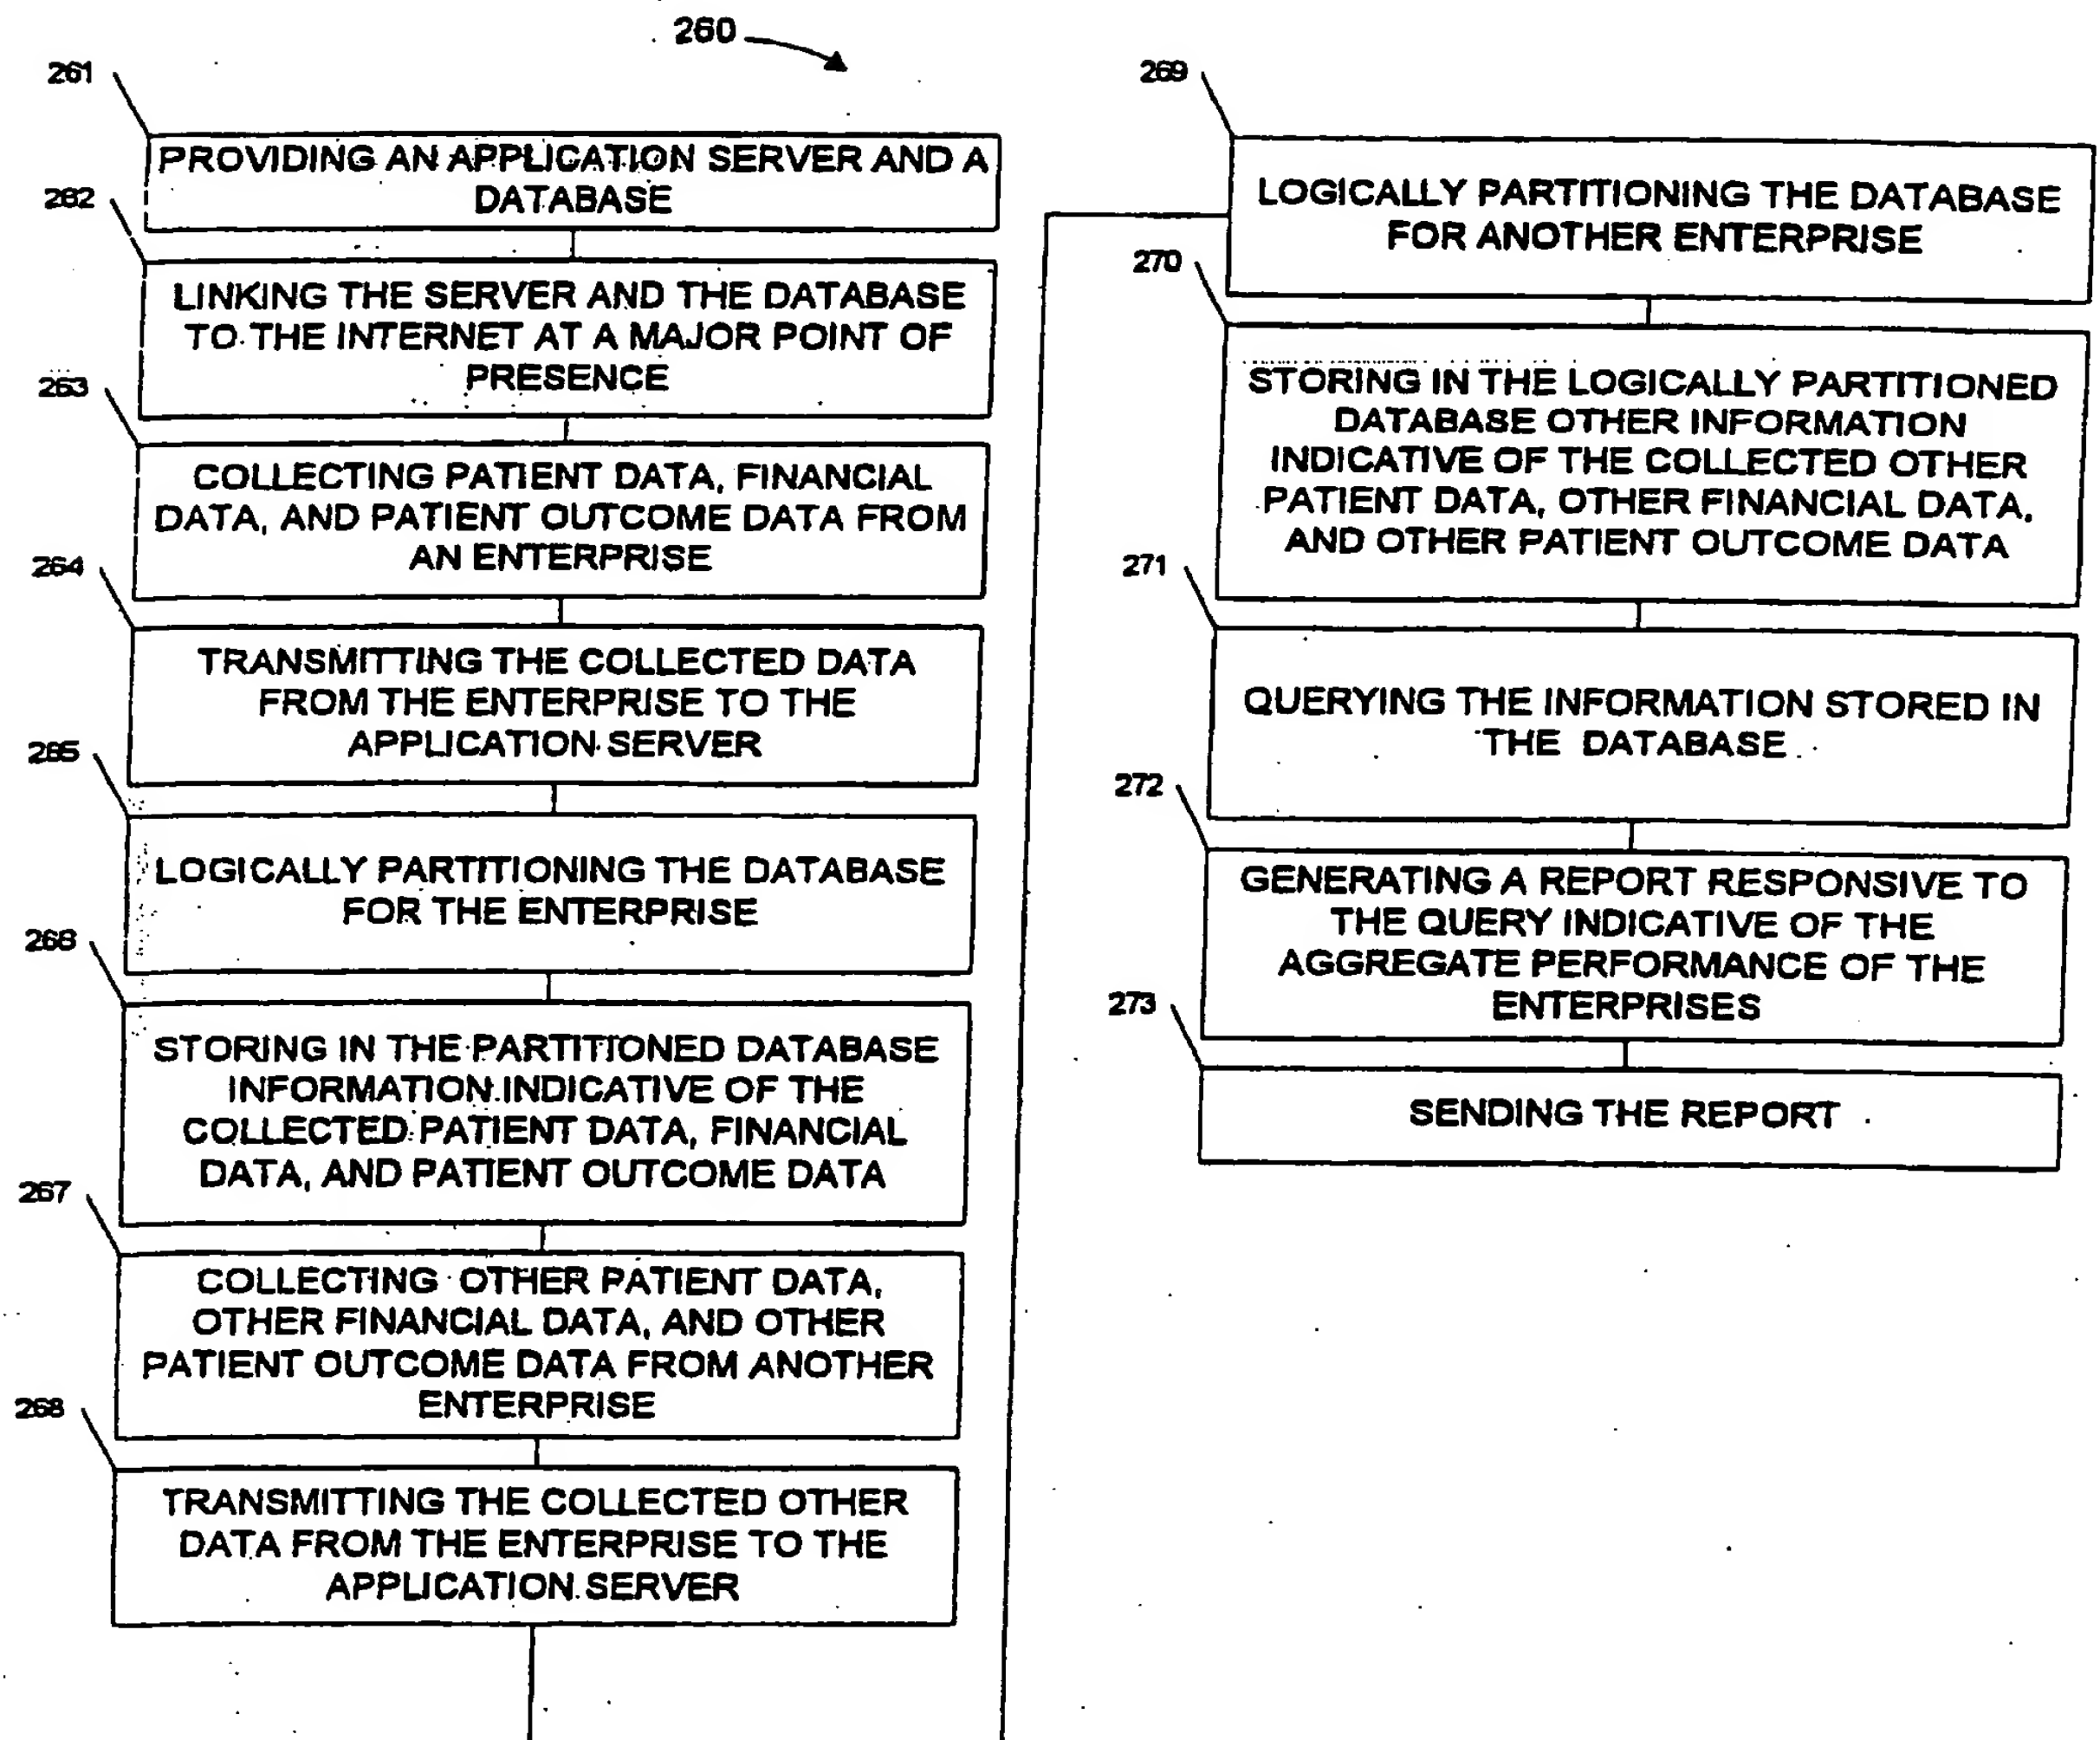 260
261
PROVIDING AN APPLICATION SERVER AND A
DATABASE
262
LINKING THE SERVER AND THE DATABASE
TO THE INTERNET AT A MAJOR POINT OF
PRESENCE
263
COLLECTING PATIENT DATA, FINANCIAL
DATA, AND PATIENT OUTCOME DATA FROM
AN ENTERPRISE
264
TRANSMITTING THE COLLECTED DATA
FROM THE ENTERPRISE TO THE
APPLICATION SERVER
265
LOGICALLY PARTITIONING THE DATABASE
FOR THE ENTERPRISE
266
STORING IN THE PARTITIONED DATABASE
INFORMATION INDICATIVE OF THE
COLLECTED PATIENT DATA, FINANCIAL
DATA, AND PATIENT OUTCOME DATA
267
COLLECTING OTHER PATIENT DATA,
OTHER FINANCIAL DATA, AND OTHER
PATIENT OUTCOME DATA FROM ANOTHER
ENTERPRISE
268
TRANSMITTING THE COLLECTED OTHER
DATA FROM THE ENTERPRISE TO THE
APPLICATION SERVER
269
LOGICALLY PARTITIONING THE DATABASE
FOR ANOTHER ENTERPRISE
270
STORING IN THE LOGICALLY PARTITIONED
DATABASE OTHER INFORMATION
INDICATIVE OF THE COLLECTED OTHER
PATIENT DATA, OTHER FINANCIAL DATA,
AND OTHER PATIENT OUTCOME DATA
271
QUERYING THE INFORMATION STORED IN
THE DATABASE
272
GENERATING A REPORT RESPONSIVE TO
THE QUERY INDICATIVE OF THE
AGGREGATE PERFORMANCE OF THE
ENTERPRISES
273
SENDING THE REPORT